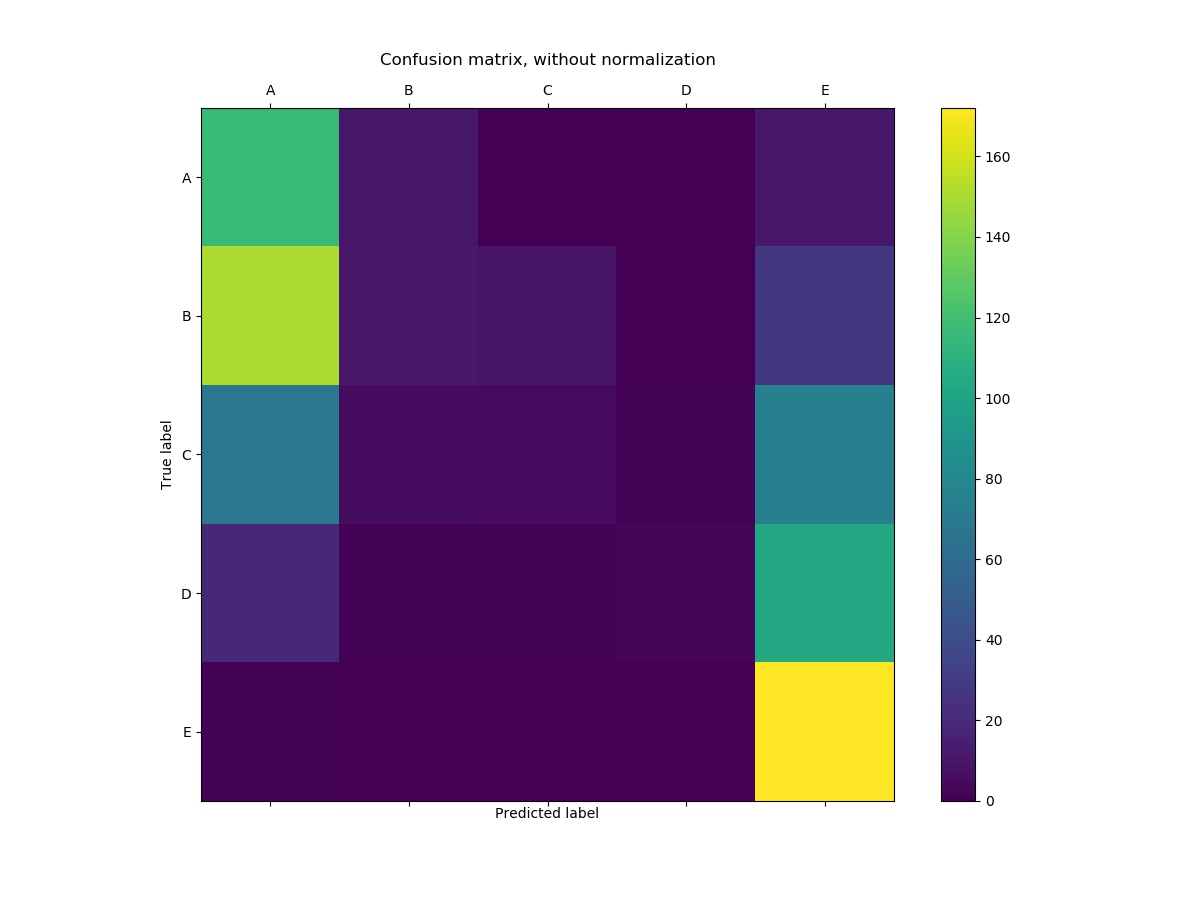 Confusion matrix, without normalization
A B C D E
A
B
C
D
E
True label
Predicted label
160
140
120
100
80
60
40
20
0